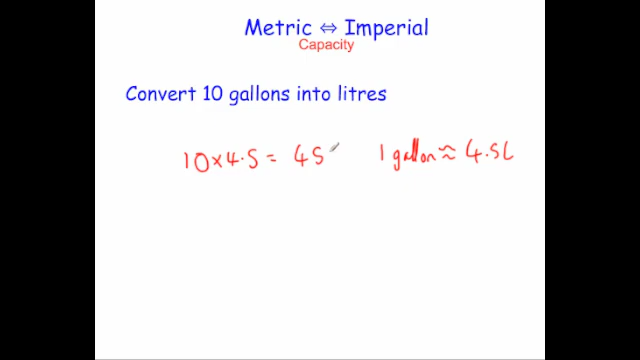 Metric ⇔ Imperial
Capacity
Convert 10 gallons into litres
10 × 4.5 = 45 1 gallon ≈ 4.5L